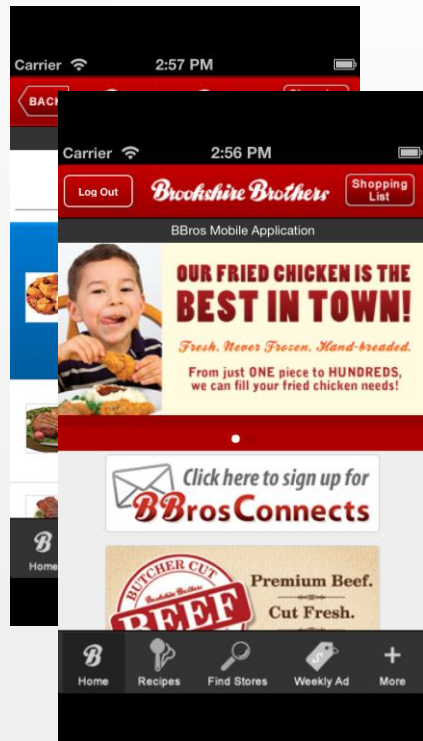 Carrier 2:57 PM
BACK
Home
Carrier 2:56 PM
Log Out
Brookshire Brothers
Shopping
List
BBros Mobile Application
OUR FRIED CHICKEN IS THE
BEST IN TOWN!
Fresh. Never Frozen. Hand-breaded.
From just ONE piece to HUNDREDS,
we can fill your fried chicken needs!
Click here to sign up for
BBrosConnects
BUTCHER CUT
Brookshire Brothers
BEEF
Premium Beef.
Cut Fresh.
Home Recipes Find Stores Weekly Ad More